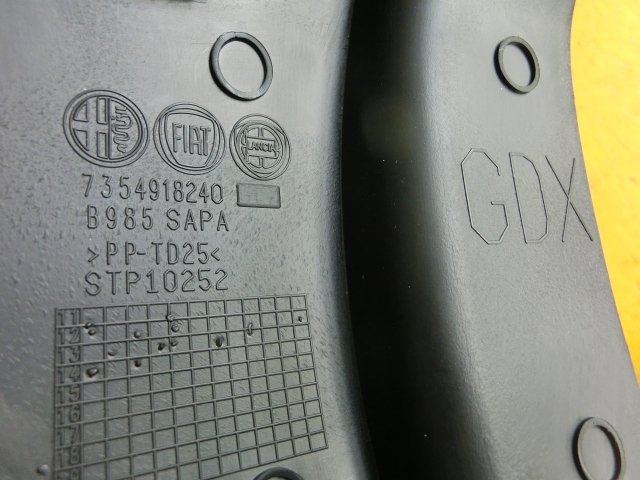 FIAT
LANCIA
7354918240
B985 SAPA
>PP-TD25<
STP10252
GDX
11
12
13
14
15
16
17
18